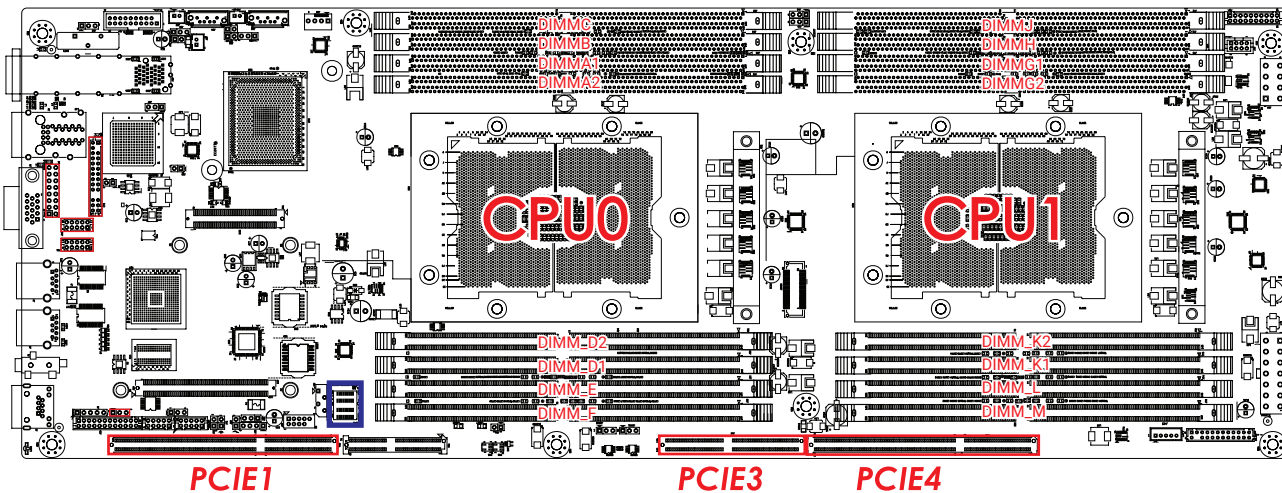 DIMMC
DIMMB
DIMMA1
DIMMA2
DIMMJ
DIMMH
DIMMG1
DIMMG2
CPU0
CPU1
DIMM_D2
DIMM_D1
DIMM_E
DIMM_F
DIMM_K2
DIMM_K1
DIMM_L
DIMM_M
PCIE1
PCIE3
PCIE4